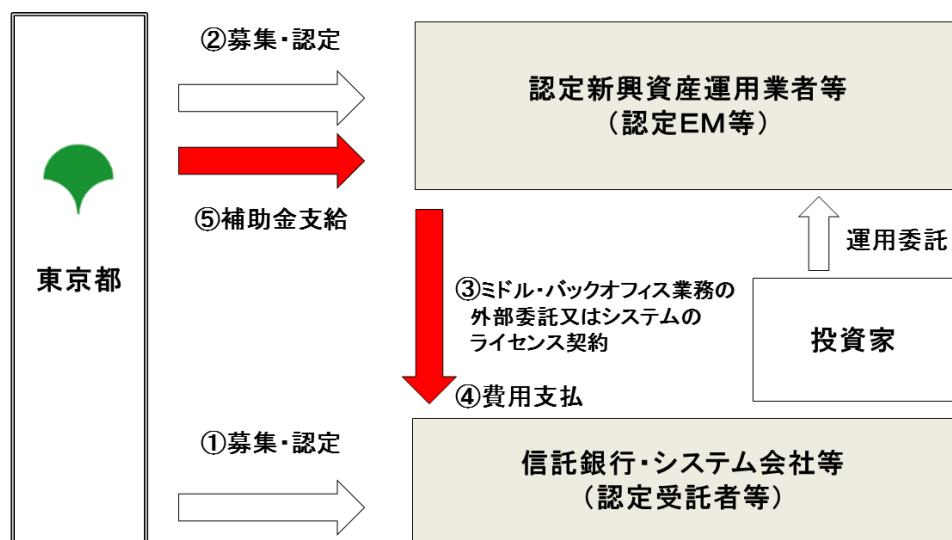 ②募集・認定
認定新興資産運用業者等
（認定ＥＭ等）
⑤補助金支給
東京都
運用委託
③ミドル・バックオフィス業務の
外部委託又はシステムの
ライセンス契約
投資家
④費用支払
①募集・認定
信託銀行・システム会社等
（認定受託者等）